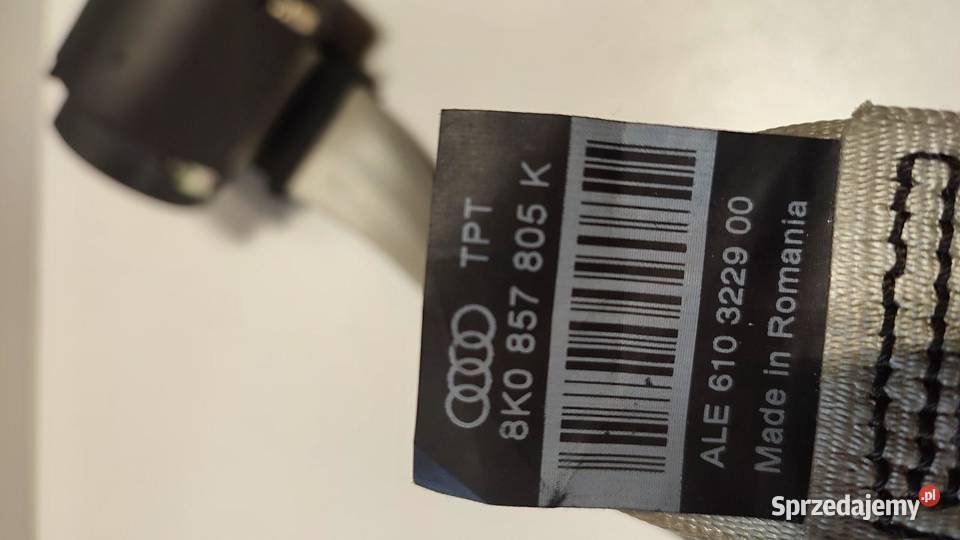 TPT
8K0 857 805 K
ALE 610 3229 00
Made in Romania
Sprzedajemy.pl